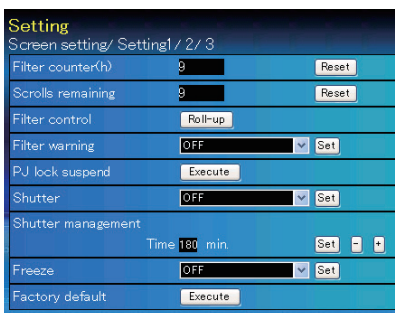 Setting
Screen setting/ Setting1/ 2/ 3
Filter counter(h) 9 Reset
Scrolls remaining 9 Reset
Filter control Roll-up
Filter warning OFF Set
PJ lock suspend Execute
Shutter OFF Set
Shutter management
Time 180 min. Set - +
Freeze OFF Set
Factory default Execute